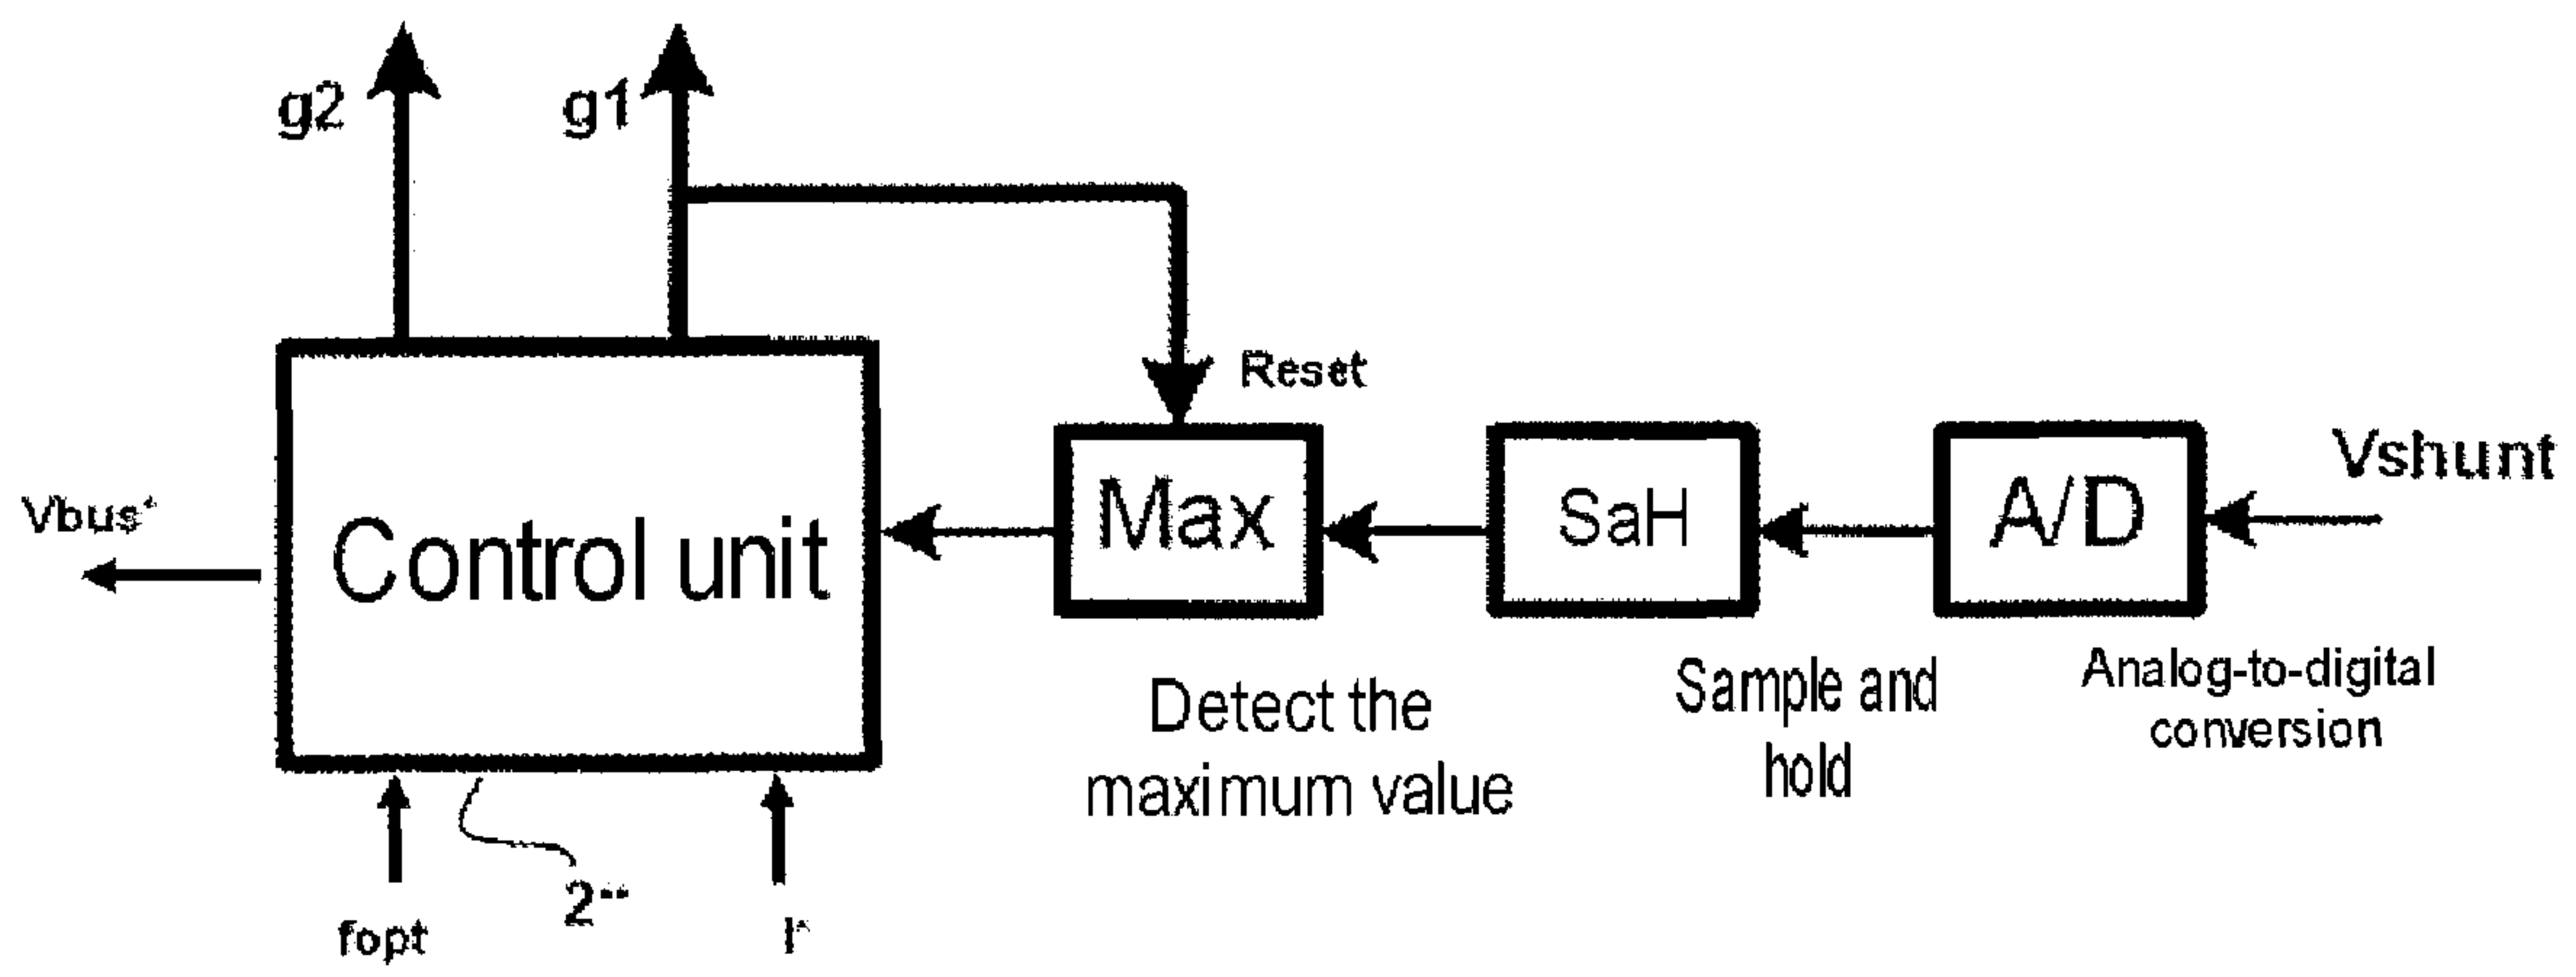 g2
g1
Reset
Vshunt
Vbus*
Control unit
Max
SaH
A/D
Detect the
maximum value
Sample and
hold
Analog-to-digital
conversion
2"
fopt
I*